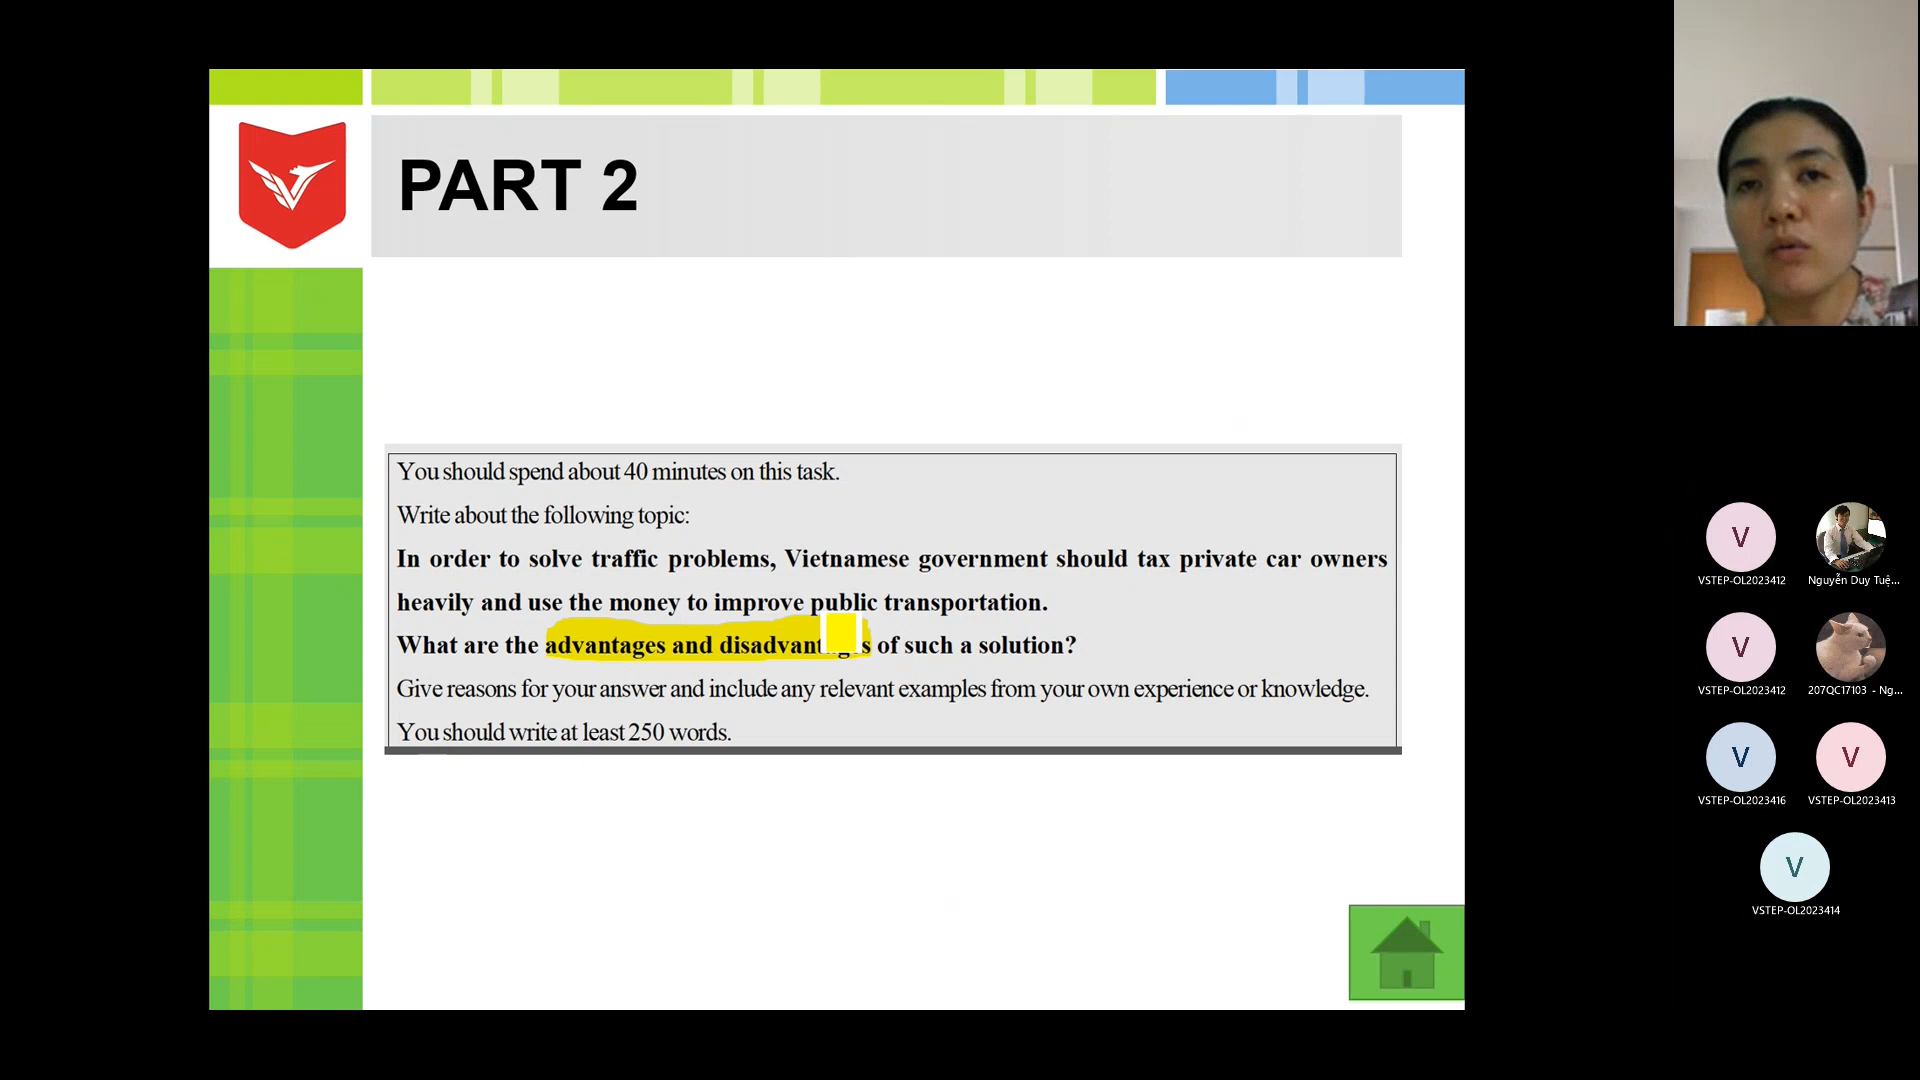 PART 2
You should spend about 40 minutes on this task.
Write about the following topic:
In order to solve traffic problems, Vietnamese government should tax private car owners
heavily and use the money to improve public transportation.
What are the advantages and disadvantages of such a solution?
Give reasons for your answer and include any relevant examples from your own experience or knowledge.
You should write at least 250 words.
V
VSTEP-OL2023412
Nguyễn Duy Tuệ...
V
VSTEP-OL2023412
207QC17103 - Ng...
V
VSTEP-OL2023416
V
VSTEP-OL2023413
V
VSTEP-OL2023414